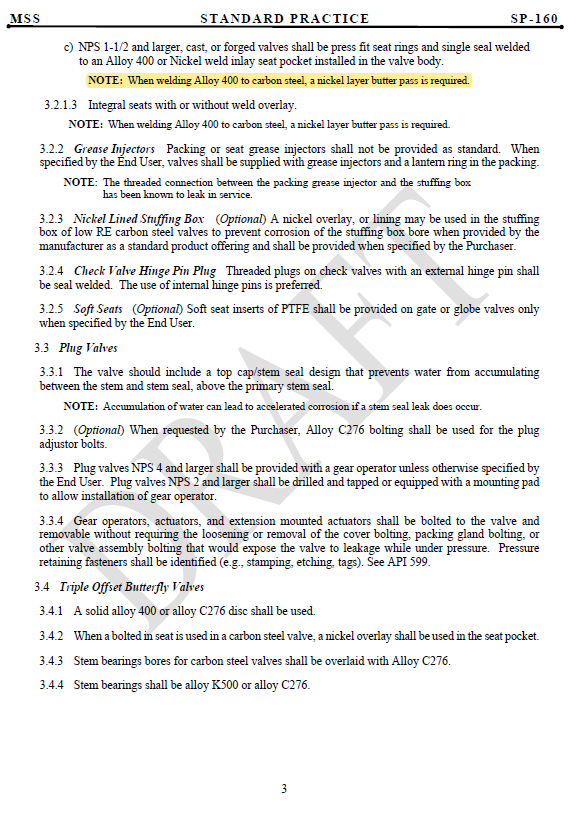 MSS STANDARD PRACTICE SP-160
c) NPS 1-1/2 and larger, cast, or forged valves shall be press fit seat rings and single seal welded
to an Alloy 400 or Nickel weld inlay seat pocket installed in the valve body.
NOTE: When welding Alloy 400 to carbon steel, a nickel layer butter pass is required.
3.2.1.3 Integral seats with or without weld overlay.
NOTE: When welding Alloy 400 to carbon steel, a nickel layer butter pass is required.
3.2.2 Grease Injectors Packing or seat grease injectors shall not be provided as standard. When
specified by the End User, valves shall be supplied with grease injectors and a lantern ring in the packing.
NOTE: The threaded connection between the packing grease injector and the stuffing box
has been known to leak in service.
3.2.3 Nickel Lined Stuffing Box (Optional) A nickel overlay, or lining may be used in the stuffing
box of low RE carbon steel valves to prevent corrosion of the stuffing box bore when provided by the
manufacturer as a standard product offering and shall be provided when specified by the Purchaser.
3.2.4 Check Valve Hinge Pin Plug Threaded plugs on check valves with an external hinge pin shall
be seal welded. The use of internal hinge pins is preferred.
3.2.5 Soft Seats (Optional) Soft seat inserts of PTFE shall be provided on gate or globe valves only
when specified by the End User.
3.3 Plug Valves
3.3.1 The valve should include a top cap/stem seal design that prevents water from accumulating
between the stem and stem seal, above the primary stem seal.
NOTE: Accumulation of water can lead to accelerated corrosion if a stem seal leak does occur.
3.3.2 (Optional) When requested by the Purchaser, Alloy C276 bolting shall be used for the plug
adjustor bolts.
3.3.3 Plug valves NPS 4 and larger shall be provided with a gear operator unless otherwise specified by
the End User. Plug valves NPS 2 and larger shall be drilled and tapped or equipped with a mounting pad
to allow installation of gear operator.
3.3.4 Gear operators, actuators, and extension mounted actuators shall be bolted to the valve and
removable without requiring the loosening or removal of the cover bolting, packing gland bolting, or
other valve assembly bolting that would expose the valve to leakage while under pressure. Pressure
retaining fasteners shall be identified (e.g., stamping, etching, tags). See API 599.
3.4 Triple Offset Butterfly Valves
3.4.1 A solid alloy 400 or alloy C276 disc shall be used.
3.4.2 When a bolted in seat is used in a carbon steel valve, a nickel overlay shall be used in the seat pocket.
3.4.3 Stem bearings bores for carbon steel valves shall be overlaid with Alloy C276.
3.4.4 Stem bearings shall be alloy K500 or alloy C276.
DRAFT
3